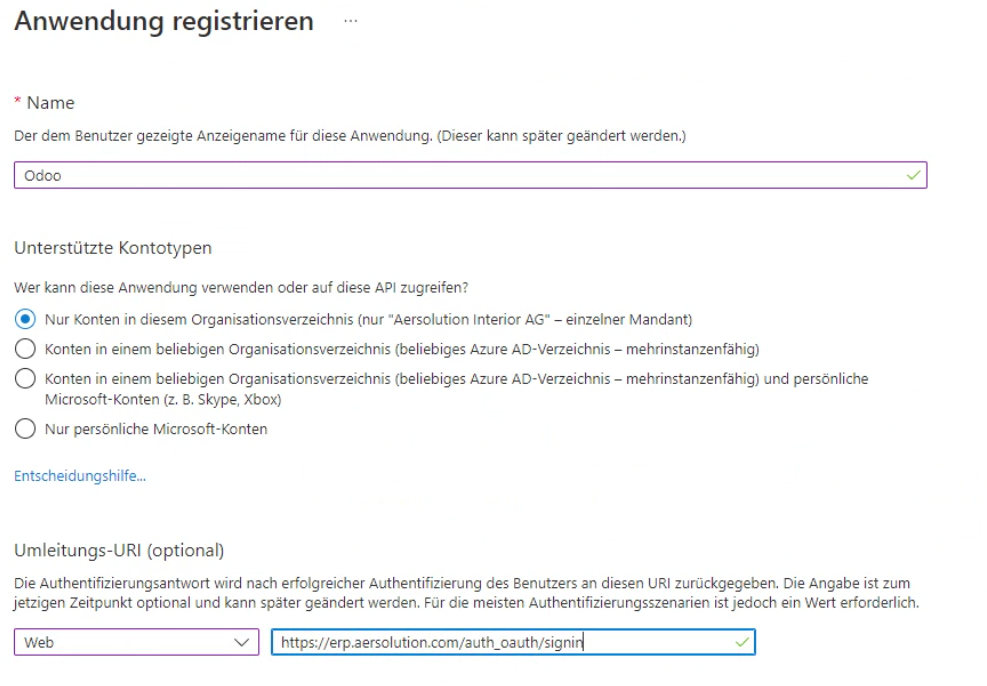 Anwendung registrieren ...
* Name
Der dem Benutzer gezeigte Anzeigename für diese Anwendung. (Dieser kann später geändert werden.)
Odoo
Unterstützte Kontotypen
Wer kann diese Anwendung verwenden oder auf diese API zugreifen?
Nur Konten in diesem Organisationsverzeichnis (nur "Aersolution Interior AG" – einzelner Mandant)
Konten in einem beliebigen Organisationsverzeichnis (beliebiges Azure AD-Verzeichnis – mehrinstanzenfähig)
Konten in einem beliebigen Organisationsverzeichnis (beliebiges Azure AD-Verzeichnis – mehrinstanzenfähig) und persönliche
Microsoft-Konten (z. B. Skype, Xbox)
Nur persönliche Microsoft-Konten
Entscheidungshilfe...
Umleitungs-URI (optional)
Die Authentifizierungsantwort wird nach erfolgreicher Authentifizierung des Benutzers an diesen URI zurückgegeben. Die Angabe ist zum
jetzigen Zeitpunkt optional und kann später geändert werden. Für die meisten Authentifizierungsszenarien ist jedoch ein Wert erforderlich.
Web https://erp.aersolution.com/auth_oauth/signin